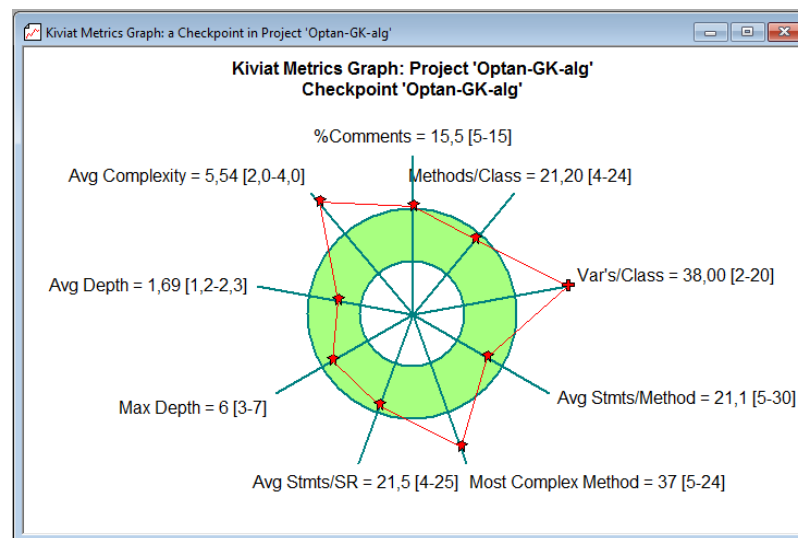 Kiviat Metrics Graph: a Checkpoint in Project 'Optan-GK-alg'
Kiviat Metrics Graph: Project 'Optan-GK-alg'
Checkpoint 'Optan-GK-alg'
%Comments = 15,5 [5-15]
Avg Complexity = 5,54 [2,0-4,0]
Methods/Class = 21,20 [4-24]
Var's/Class = 38,00 [2-20]
Avg Depth = 1,69 [1,2-2,3]
Avg Stmts/Method = 21,1 [5-30]
Max Depth = 6 [3-7]
Avg Stmts/SR = 21,5 [4-25]
Most Complex Method = 37 [5-24]